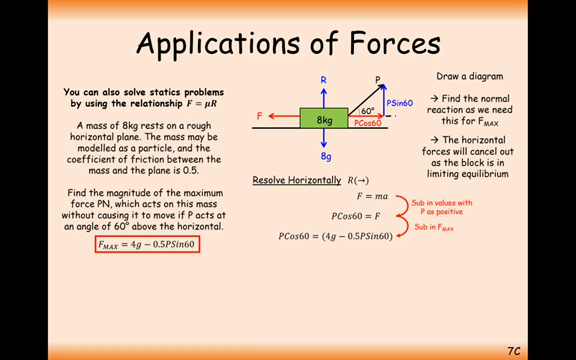 Applications of Forces
You can also solve statics problems
by using the relationship F = μR
A mass of 8kg rests on a rough
horizontal plane. The mass may be
modelled as a particle, and the
coefficient of friction between the
mass and the plane is 0.5.
Find the magnitude of the maximum
force PN, which acts on this mass
without causing it to move if P acts at
an angle of 60° above the horizontal.
F_MAX = 4g − 0.5PSin60
R
P
PSin60
60°
F
8kg
PCos60
8g
Draw a diagram
→ Find the normal
reaction as we need
this for F_MAX
→ The horizontal
forces will cancel out
as the block is in
limiting equilibrium
Resolve Horizontally R(→)
F = ma
PCos60 = F
PCos60 = (4g − 0.5PSin60)
Sub in values with
P as positive
Sub in F_MAX
7C